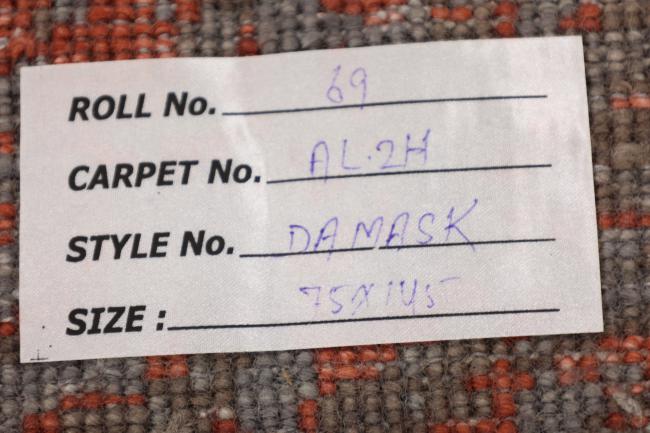 ROLL No. 69
CARPET No. AL.2H
STYLE No. DAMASK
SIZE : 75X145